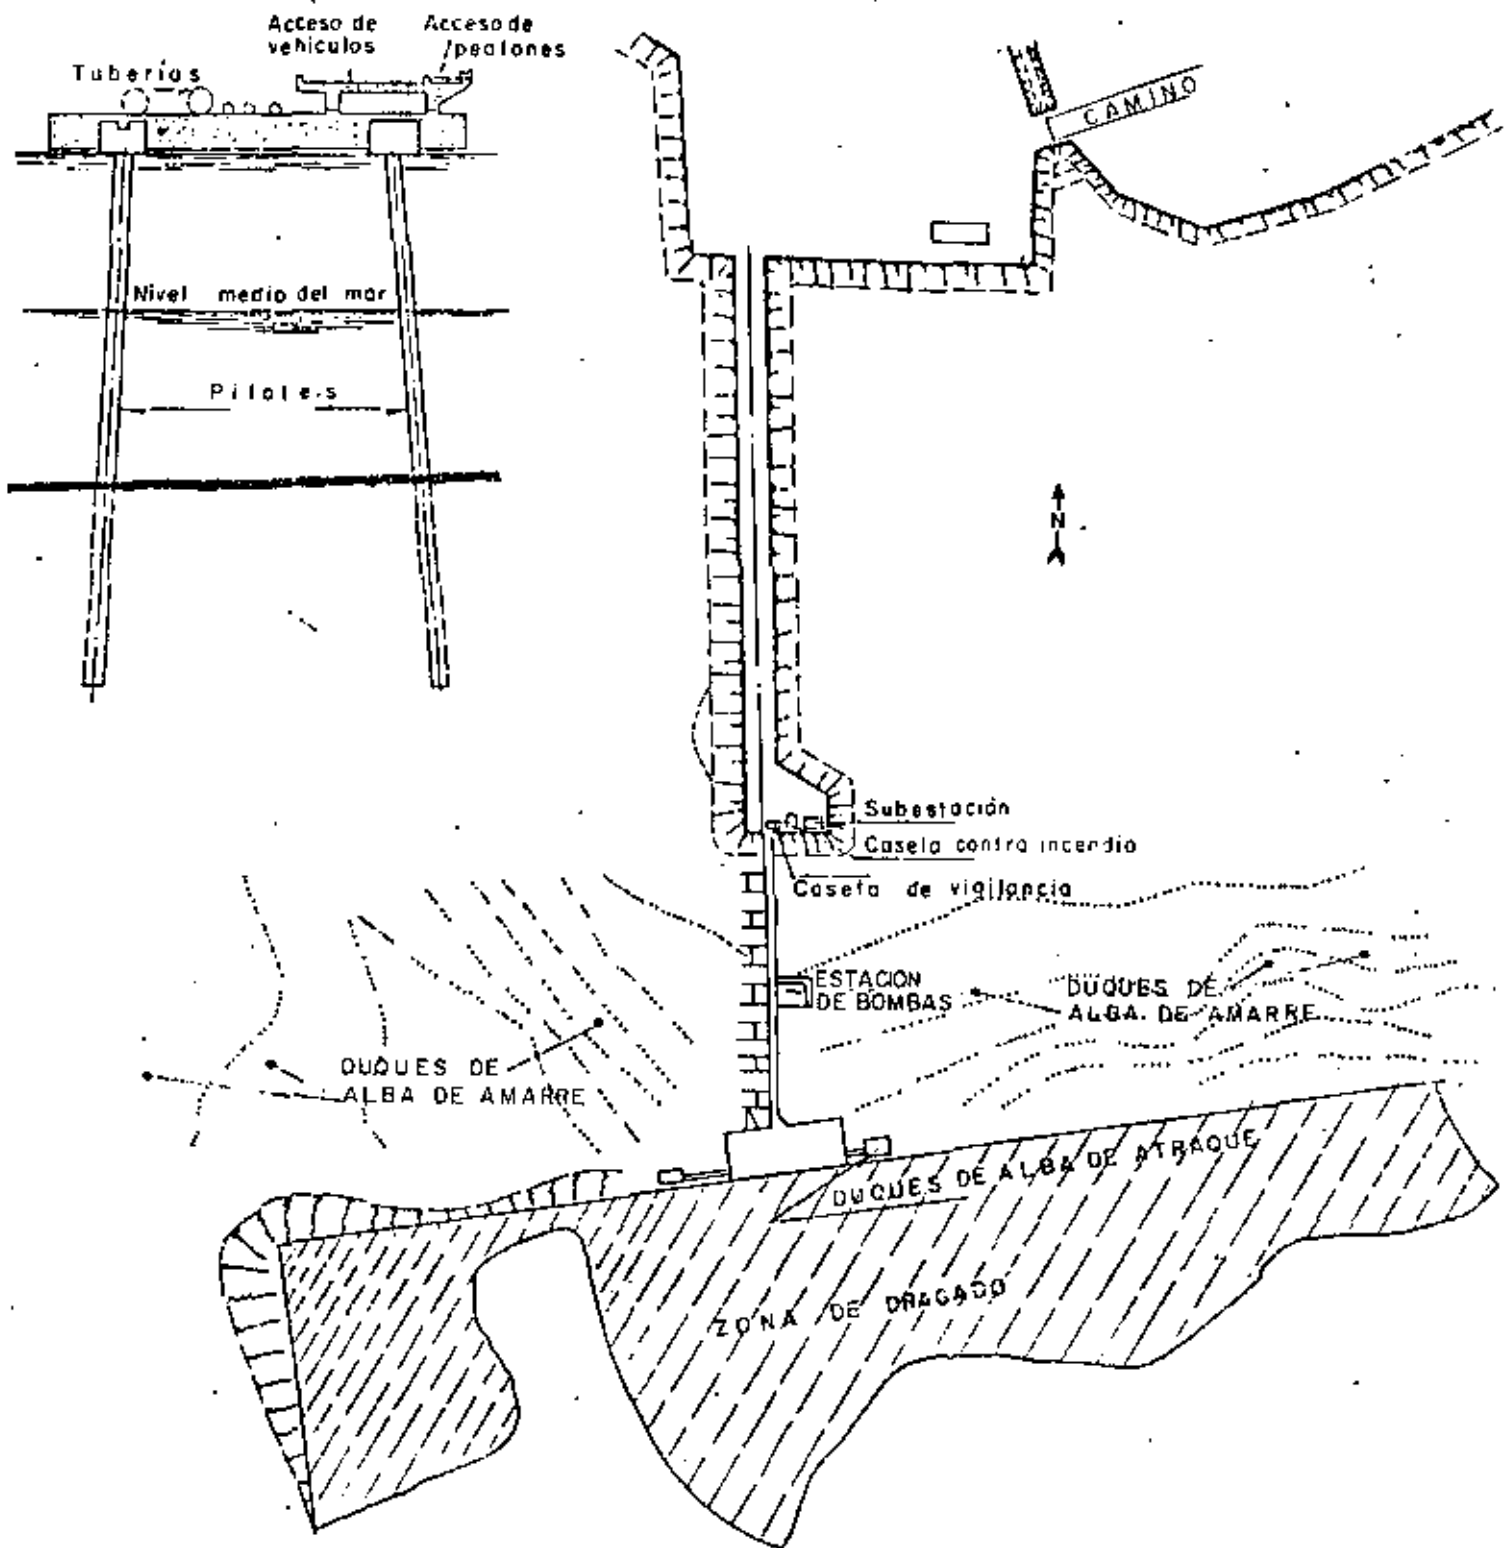 Acceso de
vehiculos
Acceso de
peatones
Tuberías
CAMINO
Nivel medio del mar
Pilotes
N
Subestación
Caseta contra incendio
Caseta de vigilancia
ESTACION
DE BOMBAS
DUQUES DE
ALBA DE AMARRE
DUQUES DE
ALBA DE AMARRE
DUQUES DE ALBA DE ATRAQUE
ZONA DE DRAGADO